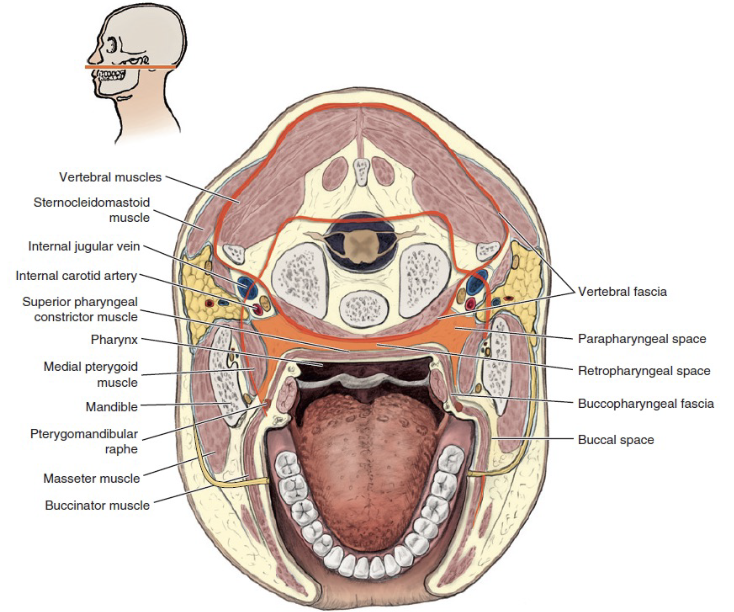 Vertebral muscles
Sternocleidomastoid
muscle
Internal jugular vein
Internal carotid artery
Superior pharyngeal
constrictor muscle
Pharynx
Medial pterygoid
muscle
Mandible
Pterygomandibular
raphe
Masseter muscle
Buccinator muscle
Vertebral fascia
Parapharyngeal space
Retropharyngeal space
Buccopharyngeal fascia
Buccal space